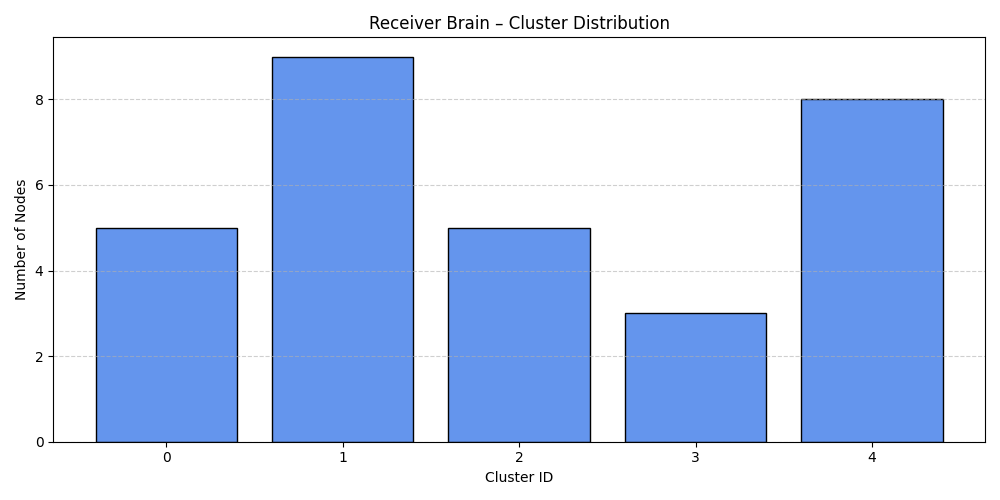 Receiver Brain – Cluster Distribution
Number of Nodes
8
6
4
2
0
0 1 2 3 4
Cluster ID